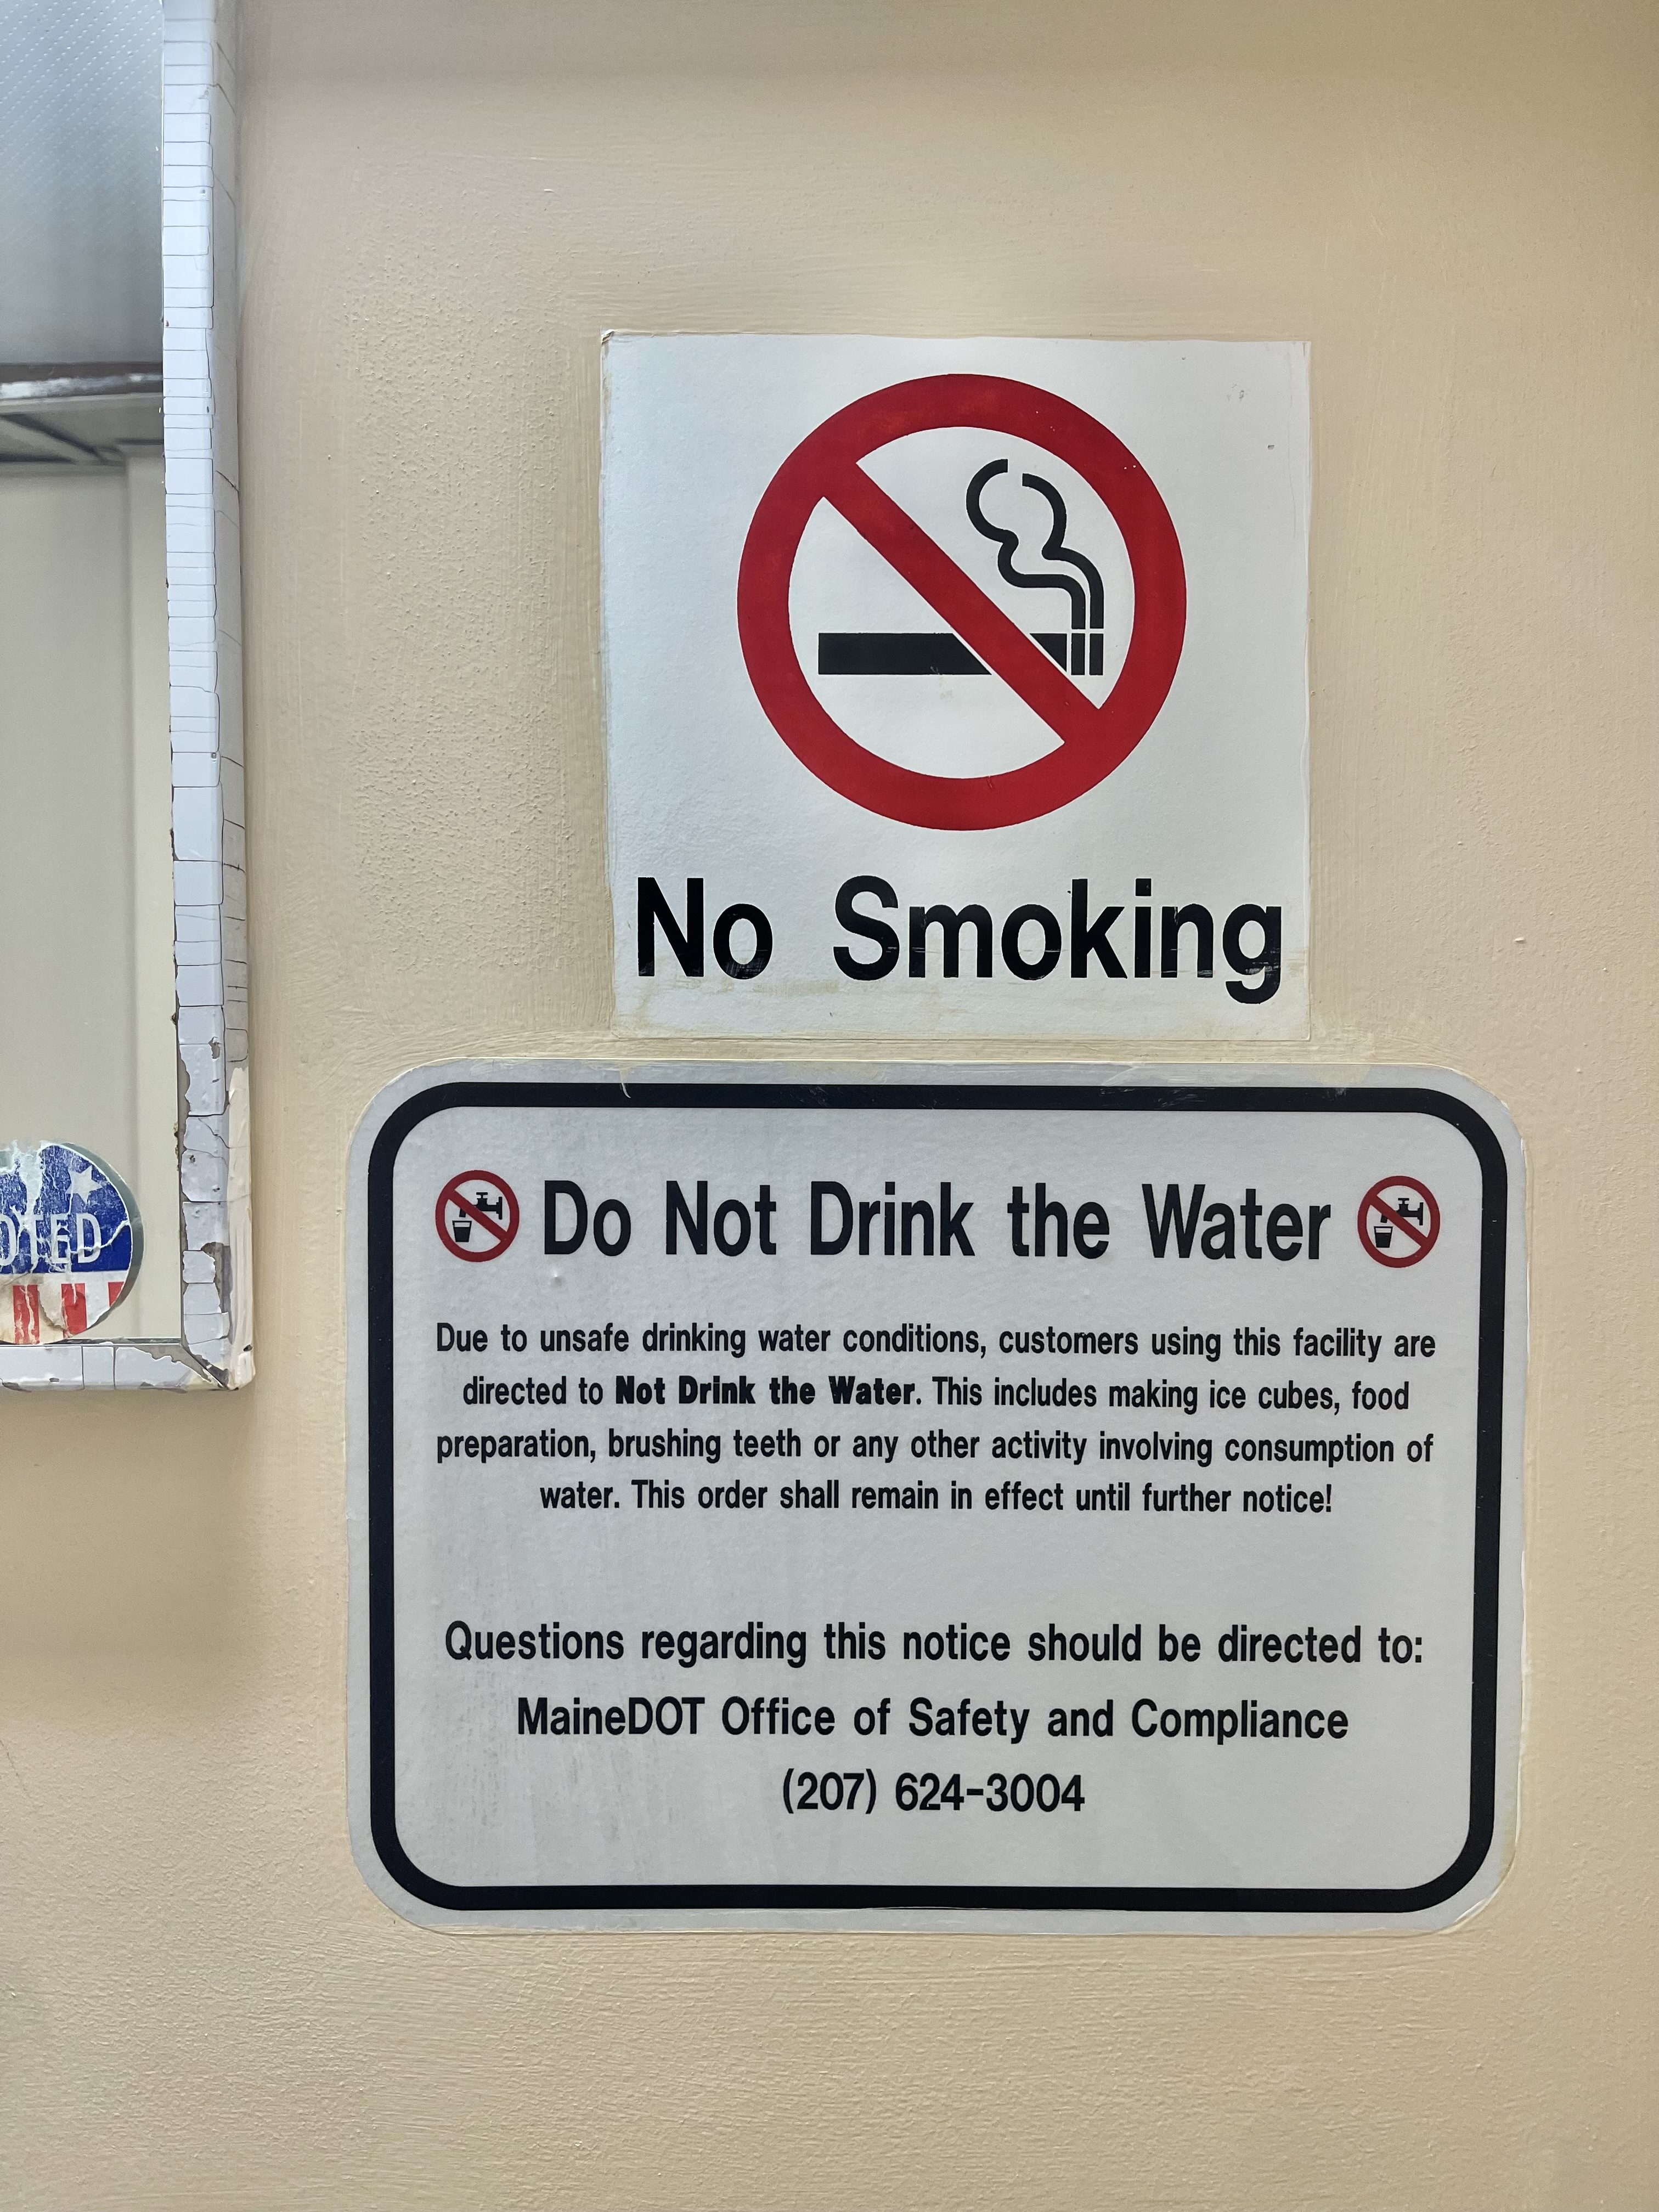 No Smoking
Do Not Drink the Water
Due to unsafe drinking water conditions, customers using this facility are
directed to Not Drink the Water. This includes making ice cubes, food
preparation, brushing teeth or any other activity involving consumption of
water. This order shall remain in effect until further notice!
Questions regarding this notice should be directed to:
MaineDOT Office of Safety and Compliance
(207) 624-3004
OTED